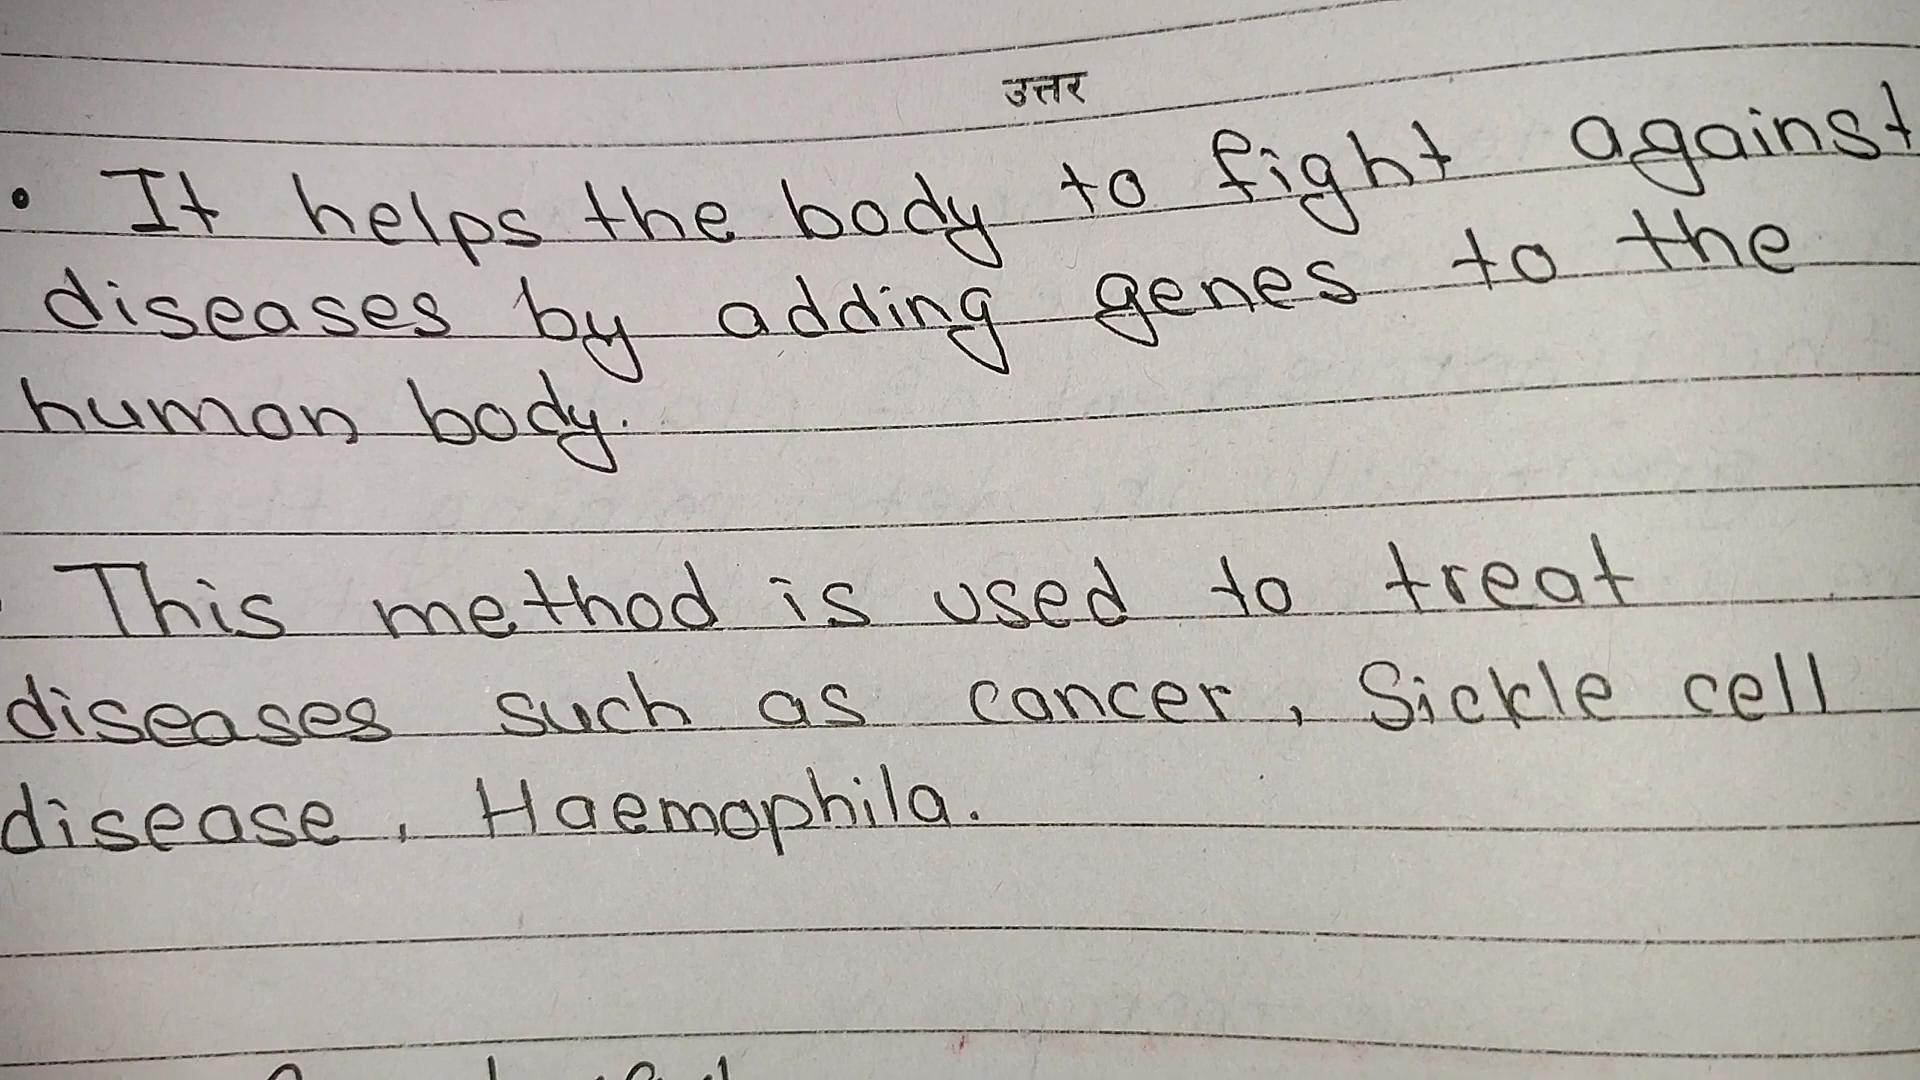 उत्तर
• It helps the body to fight against
diseases by adding genes to the
human body.
This method is used to treat
diseases such as cancer, Sickle cell
disease, Haemophila.